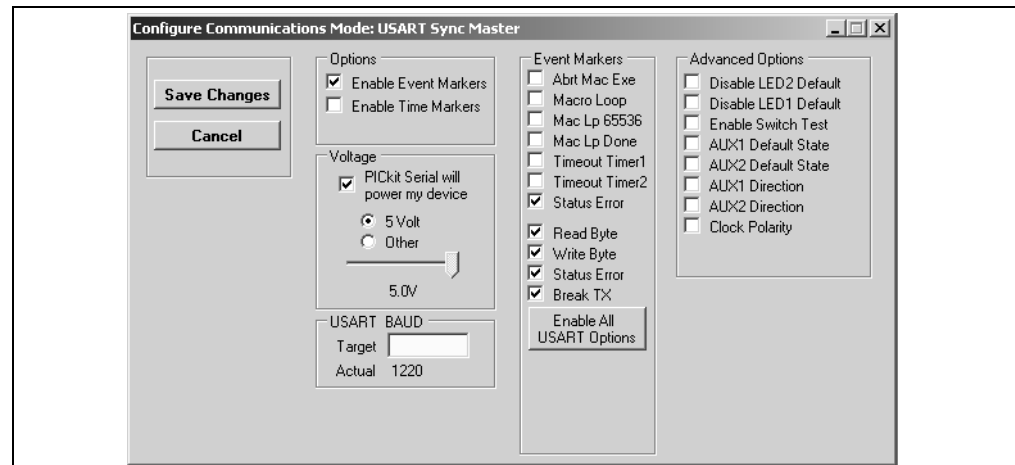 Configure Communications Mode: USART Sync Master
Save Changes
Cancel
Options
Enable Event Markers
Enable Time Markers
Voltage
PICkit Serial will
power my device
5 Volt
Other
5.0V
USART BAUD
Target
Actual 1220
Event Markers
Abrt Mac Exe
Macro Loop
Mac Lp 65536
Mac Lp Done
Timeout Timer1
Timeout Timer2
Status Error
Read Byte
Write Byte
Status Error
Break TX
Enable All
USART Options
Advanced Options
Disable LED2 Default
Disable LED1 Default
Enable Switch Test
AUX1 Default State
AUX2 Default State
AUX1 Direction
AUX2 Direction
Clock Polarity